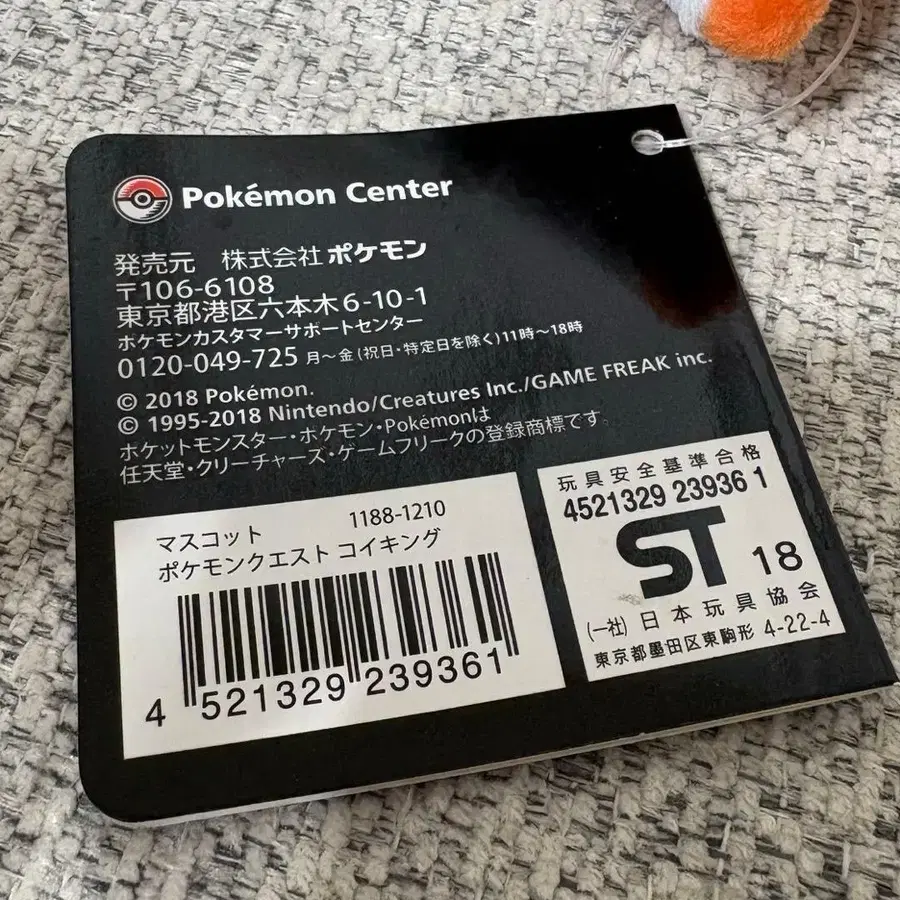 Pokémon Center
発売元 株式会社 ポケモン
〒106-6108
東京都港区六本木6-10-1
ポケモンカスタマーサポートセンター
0120-049-725 月～金(祝日・特定日を除く)11時～18時
© 2018 Pokémon.
© 1995-2018 Nintendo/Creatures Inc./GAME FREAK inc.
ポケットモンスター・ポケモン・Pokémonは
任天堂・クリーチャーズ・ゲームフリークの登録商標です。
マスコット 1188-1210
ポケモンクエスト コイキング
4 521329 239361
玩具安全基準合格
4521329 23936 1
ST 18
(一社) 日本玩具協会
東京都墨田区東駒形 4-22-4